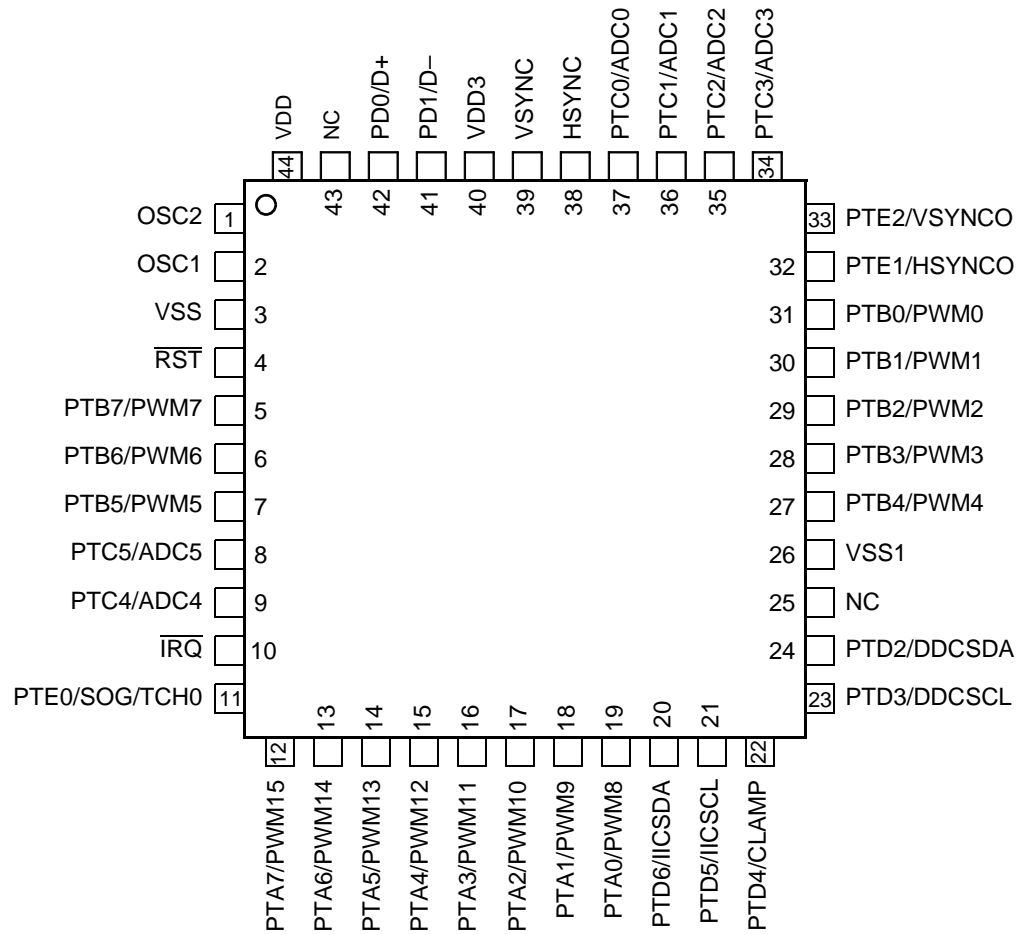 VDD
NC
PD0/D+
PD1/D–
VDD3
VSYNC
HSYNC
PTC0/ADC0
PTC1/ADC1
PTC2/ADC2
PTC3/ADC3
44
43
42
41
40
39
38
37
36
35
34
OSC2 1
OSC1 2
VSS 3
RST 4
PTB7/PWM7 5
PTB6/PWM6 6
PTB5/PWM5 7
PTC5/ADC5 8
PTC4/ADC4 9
IRQ 10
PTE0/SOG/TCH0 11
33 PTE2/VSYNCO
32 PTE1/HSYNCO
31 PTB0/PWM0
30 PTB1/PWM1
29 PTB2/PWM2
28 PTB3/PWM3
27 PTB4/PWM4
26 VSS1
25 NC
24 PTD2/DDCSDA
23 PTD3/DDCSCL
12
13
14
15
16
17
18
19
20
21
22
PTA7/PWM15
PTA6/PWM14
PTA5/PWM13
PTA4/PWM12
PTA3/PWM11
PTA2/PWM10
PTA1/PWM9
PTA0/PWM8
PTD6/IICSDA
PTD5/IICSCL
PTD4/CLAMP